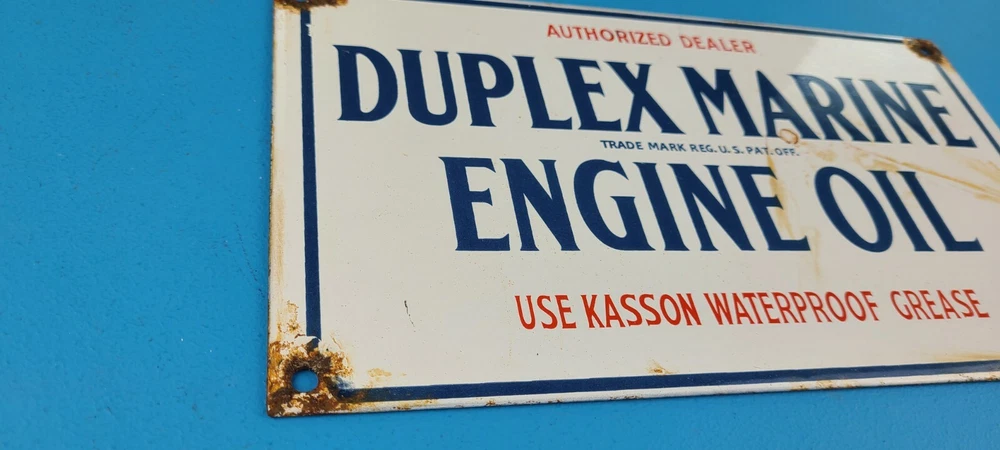 AUTHORIZED DEALER
DUPLEX MARINE
TRADE MARK REG. U.S. PAT. OFF.
ENGINE OIL
USE KASSON WATERPROOF GREASE